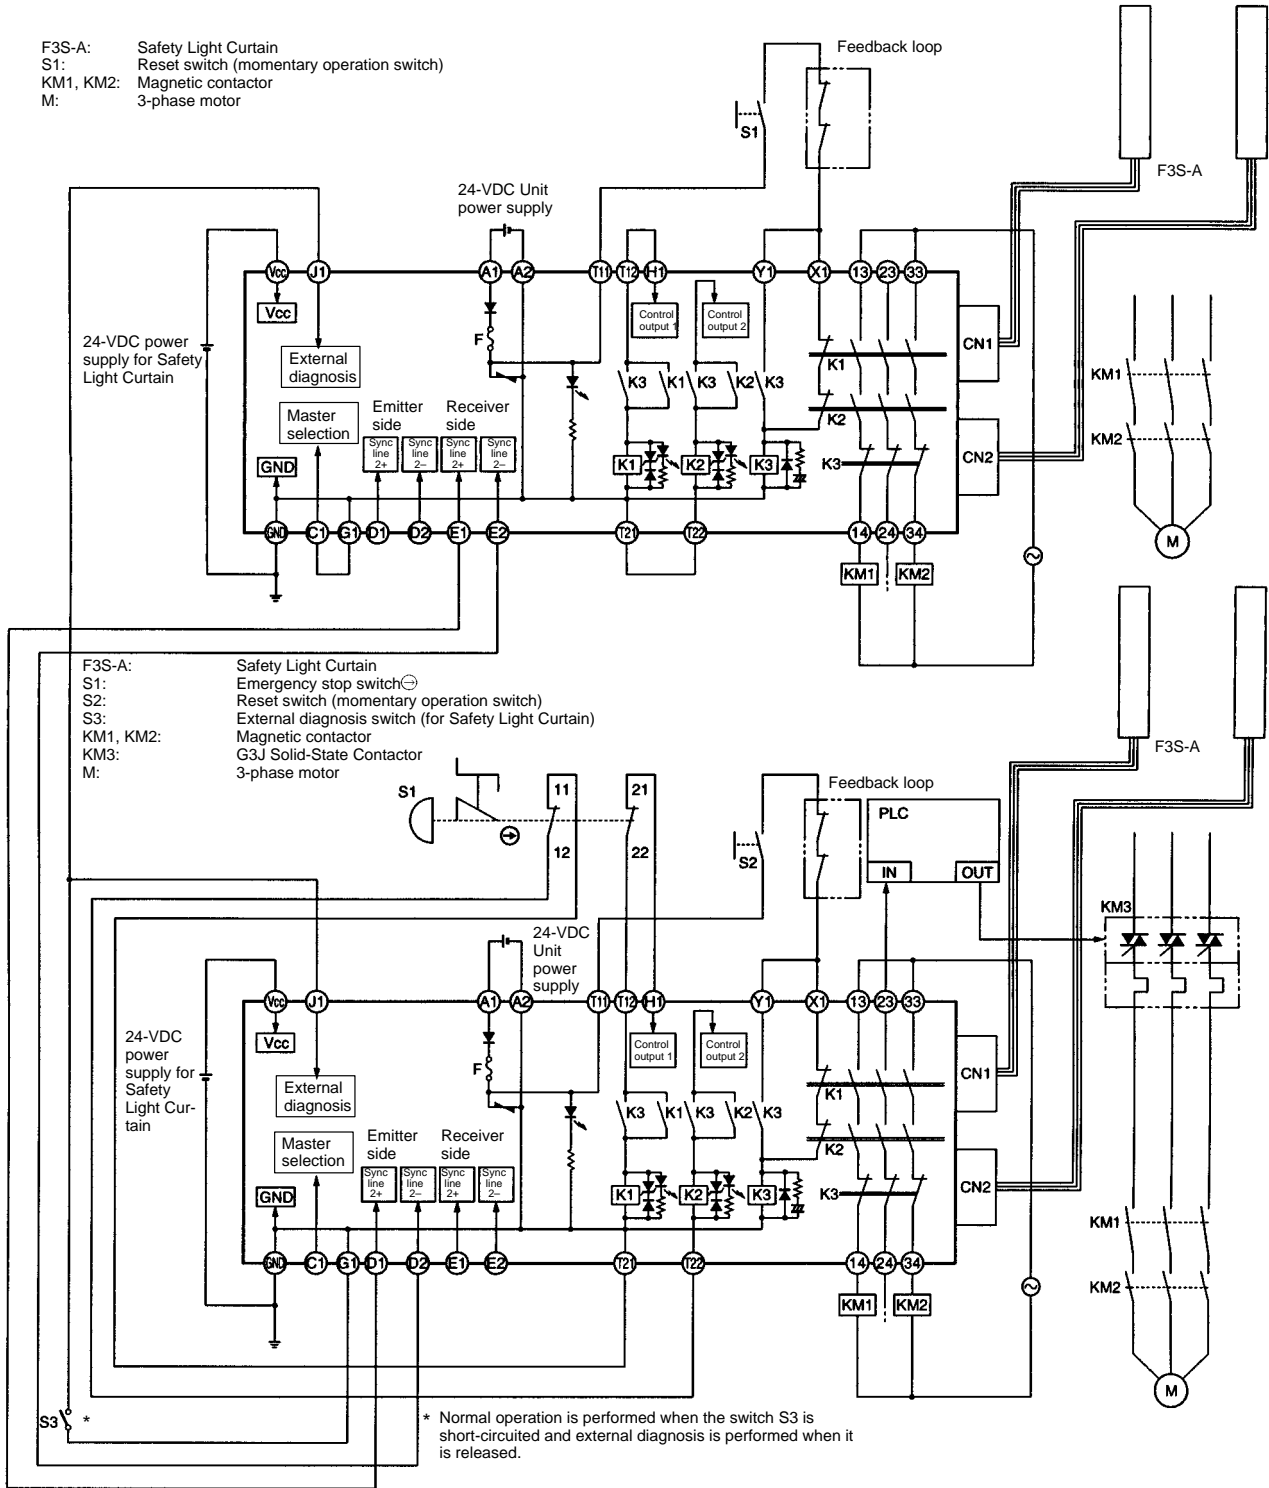 F3S-A: Safety Light Curtain
S1: Reset switch (momentary operation switch)
KM1, KM2: Magnetic contactor
M: 3-phase motor
Feedback loop
S1
F3S-A
24-VDC Unit
power supply
Vcc J1 A1 A2 T11 T12 H1 Y1 X1 13 23 33
Vcc
Control
output 1
Control
output 2
24-VDC power
supply for Safety
Light Curtain
F
CN1
External
diagnosis
K1
KM1
K3 K1 K3 K2 K3
Master
selection
Emitter
side
Receiver
side
K2
KM2
Sync
line
2+
Sync
line
2–
Sync
line
2+
Sync
line
2–
GND
K1 K2 K3
K3
CN2
GND C1 G1 D1 D2 E1 E2 T21 T22 14 24 34
M
KM1 KM2
F3S-A: Safety Light Curtain
S1: Emergency stop switch
S2: Reset switch (momentary operation switch)
S3: External diagnosis switch (for Safety Light Curtain)
KM1, KM2: Magnetic contactor
KM3: G3J Solid-State Contactor
M: 3-phase motor
F3S-A
S1
11 21
12 22
S2
Feedback loop
PLC
IN OUT
KM3
24-VDC
Unit
power
supply
Vcc J1 A1 A2 T11 T12 H1 Y1 X1 13 23 33
Vcc
Control
output 1
Control
output 2
24-VDC
power
supply for
Safety
Light Cur-
tain
F
CN1
External
diagnosis
K1
K3 K1 K3 K2 K3
Master
selection
Emitter
side
Receiver
side
K2
Sync
line
2+
Sync
line
2–
Sync
line
2+
Sync
line
2–
GND
K1 K2 K3
K3
CN2
KM1
GND C1 G1 D1 D2 E1 E2 T21 T22 14 24 34
KM2
KM1 KM2
M
S3 *
* Normal operation is performed when the switch S3 is
short-circuited and external diagnosis is performed when it
is released.